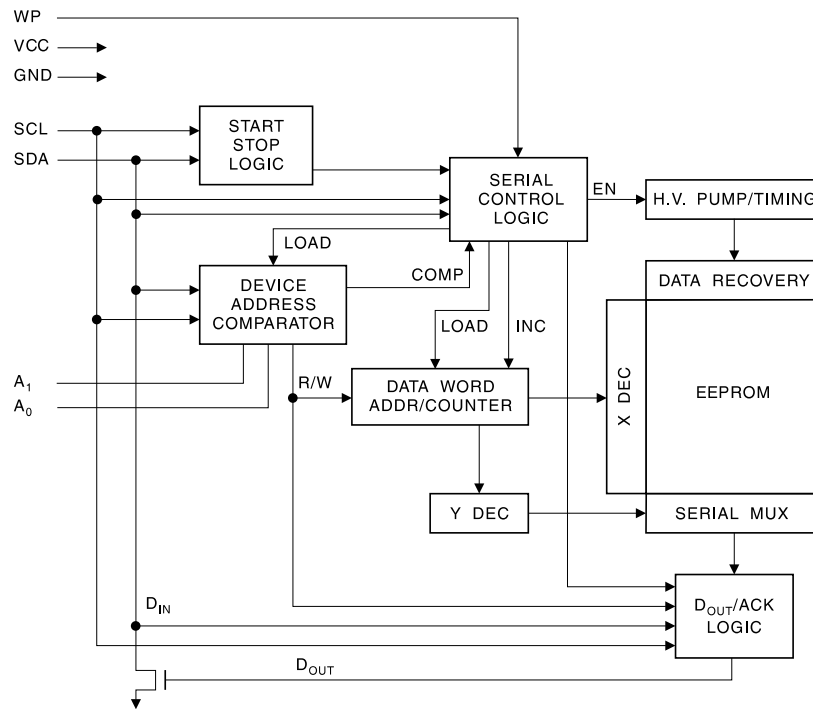 WP
VCC
GND
SCL
SDA
START
STOP
LOGIC
SERIAL
CONTROL
LOGIC
EN
H.V. PUMP/TIMING
LOAD
COMP
DEVICE
ADDRESS
COMPARATOR
LOAD
INC
DATA RECOVERY
A1
A0
R/W
DATA WORD
ADDR/COUNTER
X DEC
EEPROM
Y DEC
SERIAL MUX
DIN
DOUT/ACK
LOGIC
DOUT